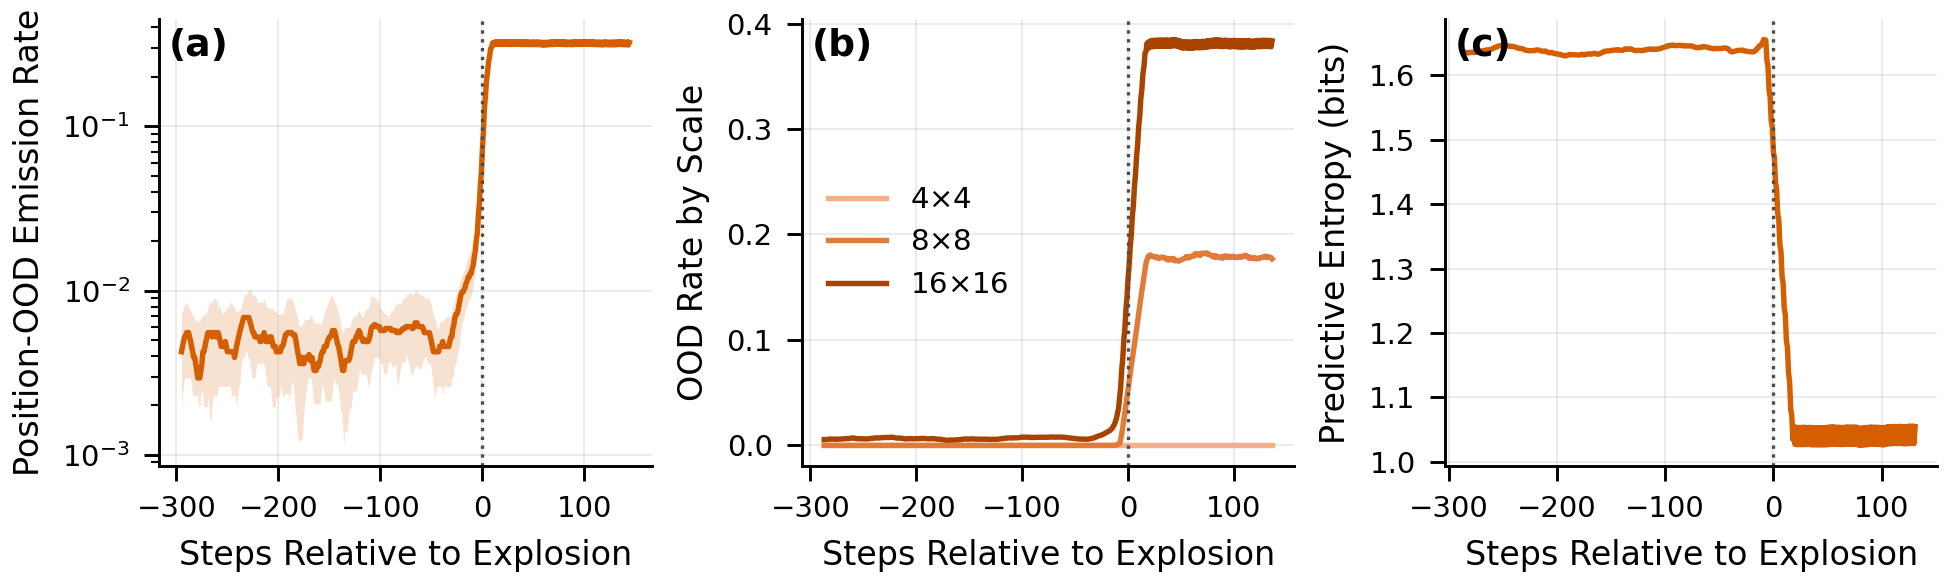 (a)
Position-OOD Emission Rate
10⁻¹
10⁻²
10⁻³
−300 −200 −100 0 100
Steps Relative to Explosion
(b)
OOD Rate by Scale
0.4
0.3
0.2
0.1
0.0
4×4
8×8
16×16
−300 −200 −100 0 100
Steps Relative to Explosion
(c)
Predictive Entropy (bits)
1.6
1.5
1.4
1.3
1.2
1.1
1.0
−300 −200 −100 0 100
Steps Relative to Explosion